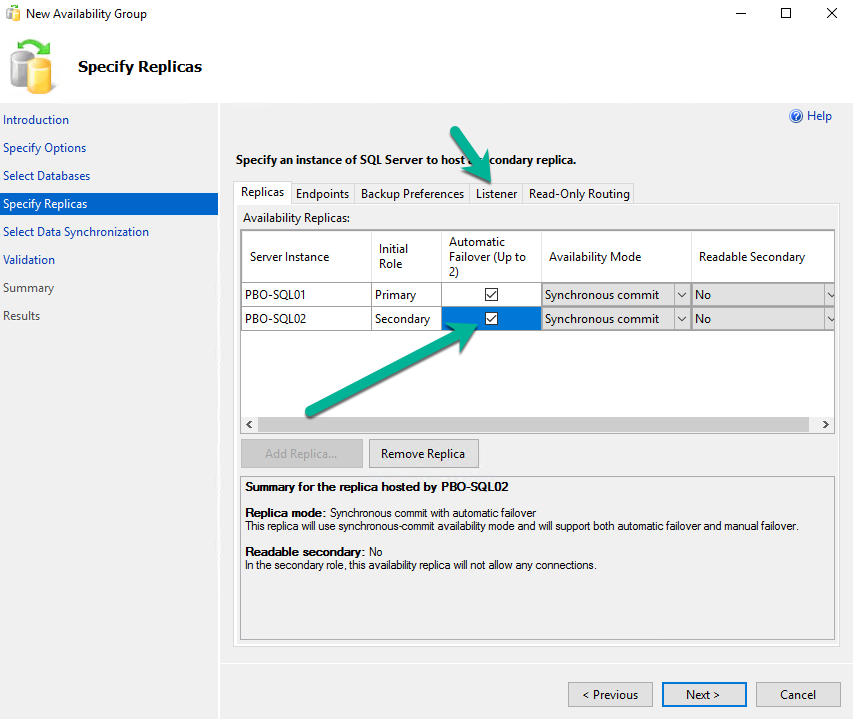 New Availability Group
Specify Replicas
Introduction
Specify Options
Select Databases
Specify Replicas
Select Data Synchronization
Validation
Summary
Results
Help
Specify an instance of SQL Server to host secondary replica.
Replicas Endpoints Backup Preferences Listener Read-Only Routing
Availability Replicas:
Server Instance
Initial
Role
Automatic
Failover (Up to
2)
Availability Mode
Readable Secondary
PBO-SQL01 Primary Synchronous commit No
PBO-SQL02 Secondary Synchronous commit No
Add Replica... Remove Replica
Summary for the replica hosted by PBO-SQL02
Replica mode: Synchronous commit with automatic failover
This replica will use synchronous-commit availability mode and will support both automatic failover and manual failover.
Readable secondary: No
In the secondary role, this availability replica will not allow any connections.
< Previous Next > Cancel